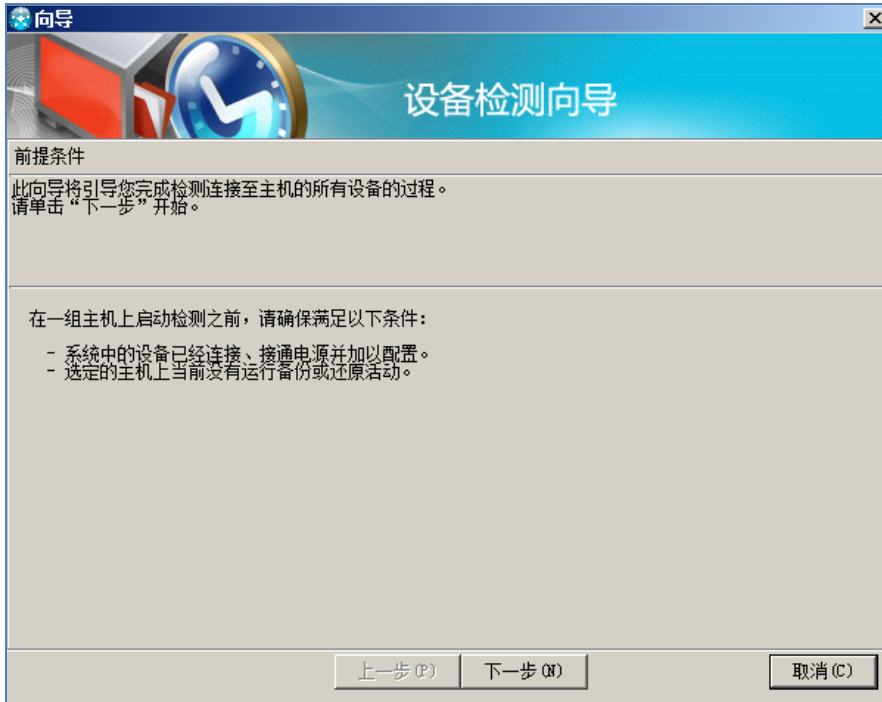 向导
设备检测向导
前提条件
此向导将引导您完成检测连接至主机的所有设备的过程。
请单击“下一步”开始。
在一组主机上启动检测之前，请确保满足以下条件：
- 系统中的设备已经连接、接通电源并加以配置。
- 选定的主机上当前没有运行备份或还原活动。
上一步(P)
下一步(N)
取消(C)